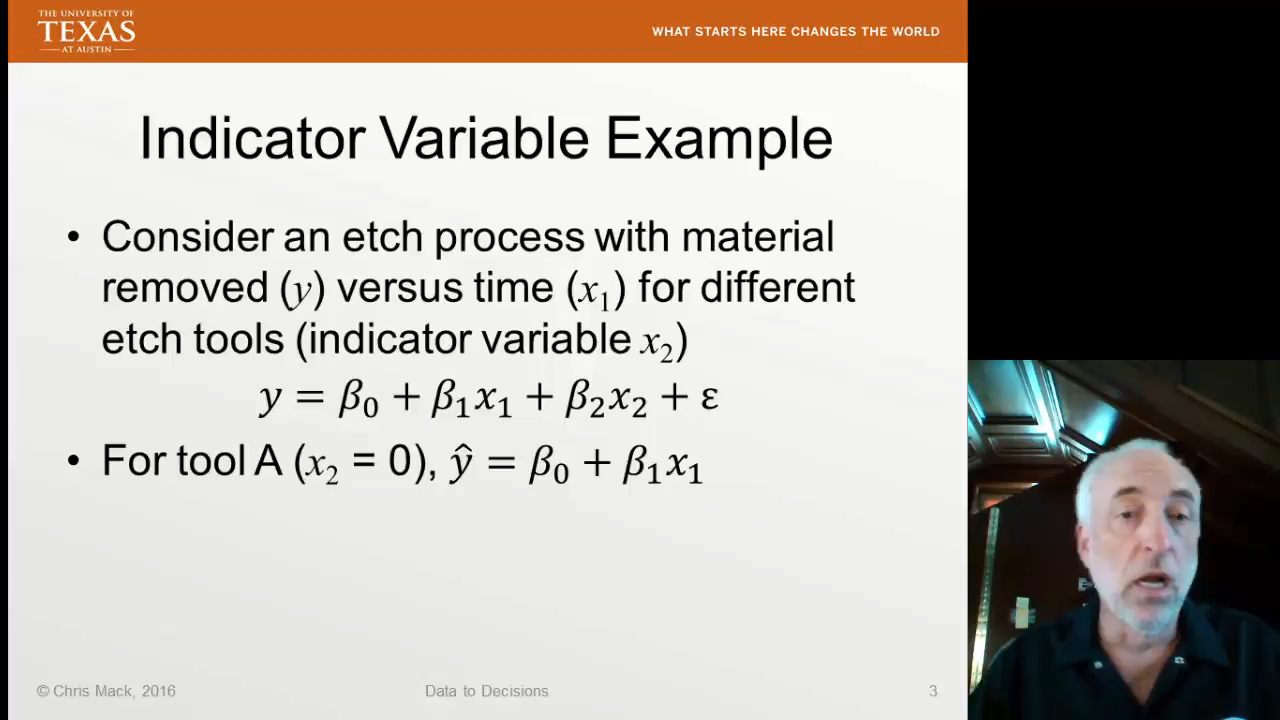 THE UNIVERSITY OF
TEXAS
AT AUSTIN
WHAT STARTS HERE CHANGES THE WORLD
Indicator Variable Example
• Consider an etch process with material
removed (y) versus time (x₁) for different
etch tools (indicator variable x₂)
y = β₀ + β₁x₁ + β₂x₂ + ε
• For tool A (x₂ = 0), ŷ = β₀ + β₁x₁
© Chris Mack, 2016
Data to Decisions
3